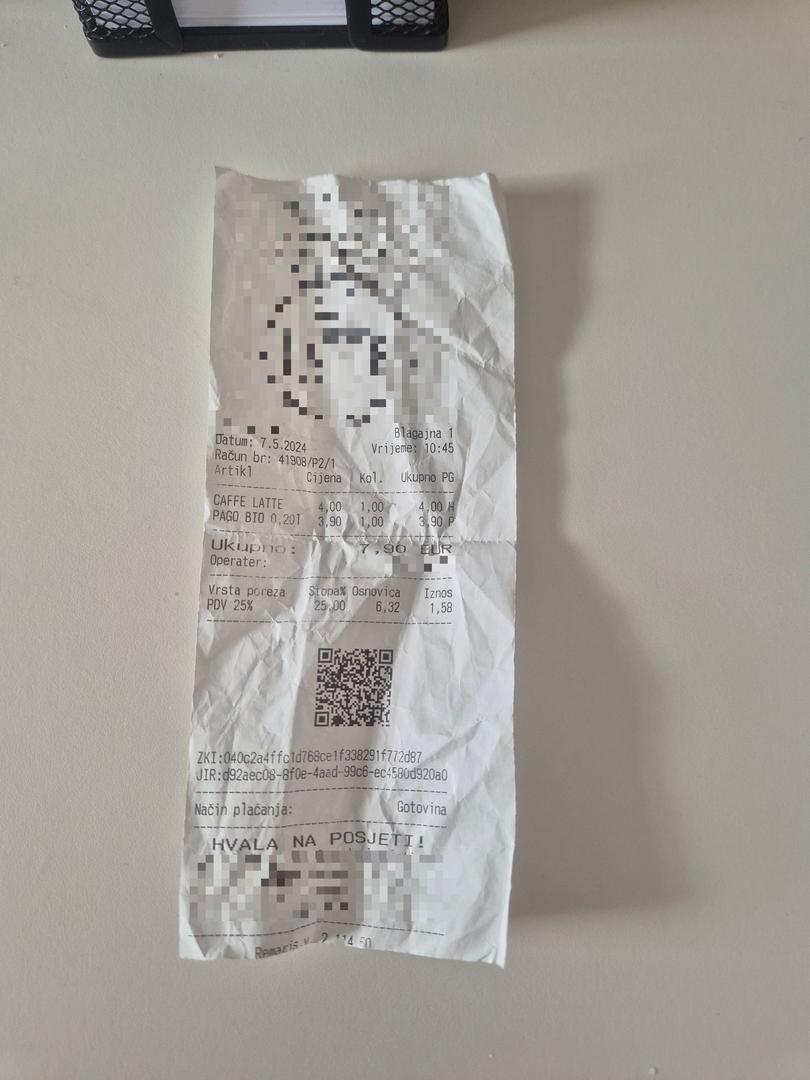 Blagajna 1
Datum: 7.5.2024 Vrijeme: 10:45
Račun br: 41908/P2/1
Artikl Cijena Kol. Ukupno PG
CAFFE LATTE 4,00 1,00 4,00 H
PAGO BIO 0,20l 3,90 1,00 3,90 P
Ukupno: 7,90 EUR
Operater:
Vrsta poreza Stopa% Osnovica Iznos
PDV 25% 25,00 6,32 1,58
ZKI:040c2a4ffc1d768ce1f338291f772d87
JIR:d92aec08-8f0e-4aad-99c6-ec4580d920a0
Način plaćanja: Gotovina
HVALA NA POSJETI!
Remaris